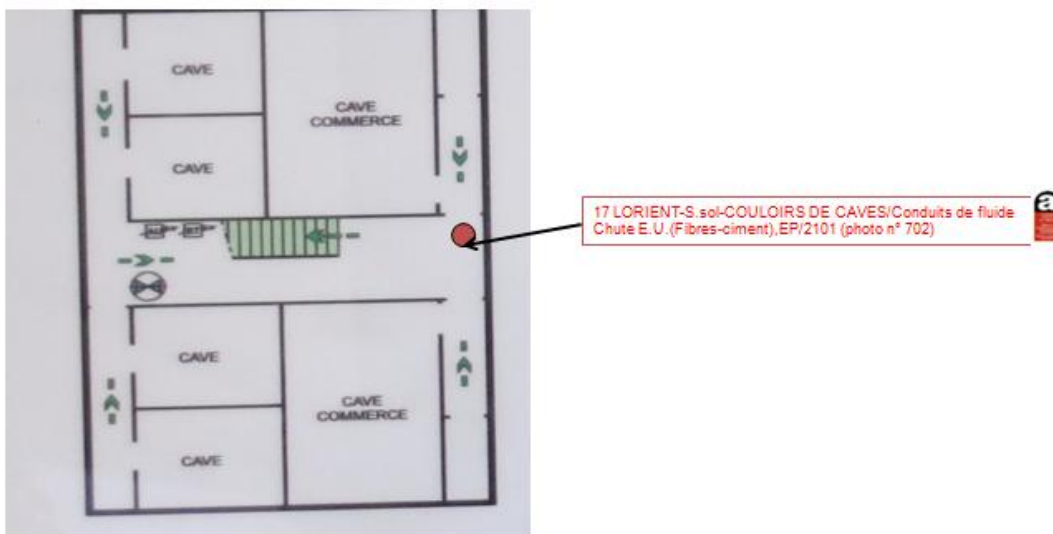 CAVE
CAVE
COMMERCE
CAVE
17 LORIENT-S.sol-COULOIRS DE CAVES/Conduits de fluide
Chute E.U.(Fibres-ciment),EP/2101 (photo n° 702)
a
CAVE
CAVE
COMMERCE
CAVE